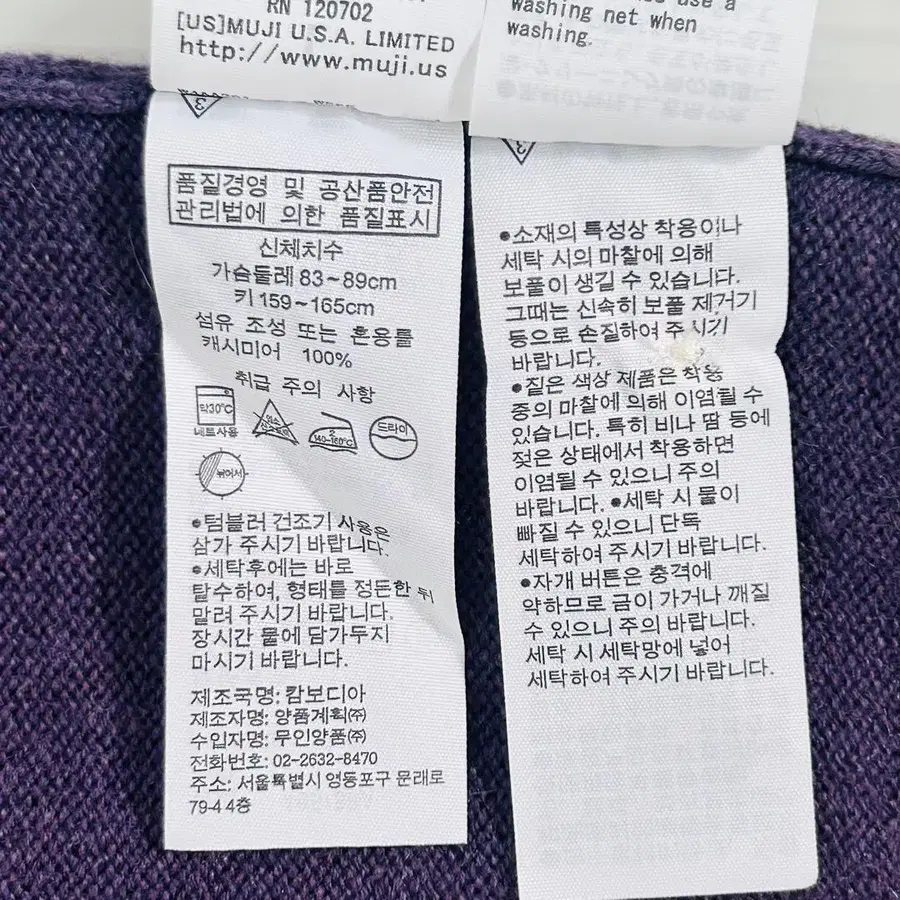 RN 120702
[US]MUJI U.S.A. LIMITED
http://www.muji.us
use a
washing net when
washing.
3
품질경영 및 공산품안전
관리법에 의한 품질표시
신체치수
가슴둘레 83~89cm
키 159~165cm
섬유 조성 또는 혼용률
캐시미어 100%
취급 주의 사항
약30℃
네트사용
염소
2
140~160℃
드라이
뉘어서
●텀블러 건조기 사용은
삼가 주시기 바랍니다.
●세탁후에는 바로
탈수하여, 형태를 정돈한 뒤
말려 주시기 바랍니다.
장시간 물에 담가두지
마시기 바랍니다.
제조국명: 캄보디아
제조자명: 양품계획㈜
수입자명: 무인양품㈜
전화번호: 02-2632-8470
주소: 서울특별시 영등포구 문래로
79-4 4층
3
●소재의 특성상 착용이나
세탁 시의 마찰에 의해
보풀이 생길 수 있습니다.
그때는 신속히 보풀 제거기
등으로 손질하여 주시기
바랍니다.
●짙은 색상 제품은 착용
중의 마찰에 의해 이염될 수
있습니다. 특히 비나 땀 등에
젖은 상태에서 착용하면
이염될 수 있으니 주의
바랍니다. ●세탁 시 물이
빠질 수 있으니 단독
세탁하여 주시기 바랍니다.
●자개 버튼은 충격에
약하므로 금이 가거나 깨질
수 있으니 주의 바랍니다.
세탁 시 세탁망에 넣어
세탁하여 주시기 바랍니다.